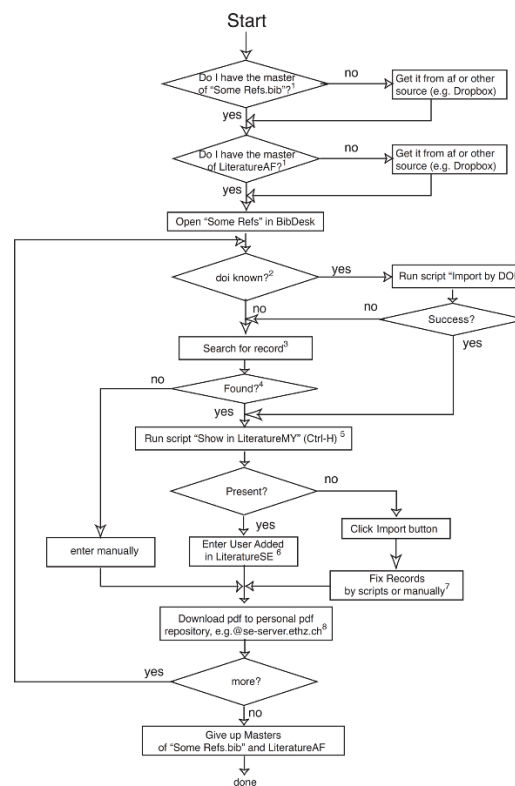 Start
Do I have the master
of “Some Refs.bib”?1
no
Get it from af or other
source (e.g. Dropbox)
yes
Do I have the master
of LiteratureAF?1
no
Get it from af or other
source (e.g. Dropbox)
yes
Open “Some Refs” in BibDesk
doi known?2
yes
Run script “Import by DOI
no
no
Success?
Search for record3
yes
no
Found?4
yes
Run script “Show in LiteratureMY” (Ctrl-H) 5
no
Present?
yes
Click Import button
enter manually
Enter User Added
in LiteratureSE 6
Fix Records
by scripts or manually7
Download pdf to personal pdf
repository, e.g.@se-server.ethz.ch8
yes
more?
no
Give up Masters
of “Some Refs.bib” and LiteratureAF
done